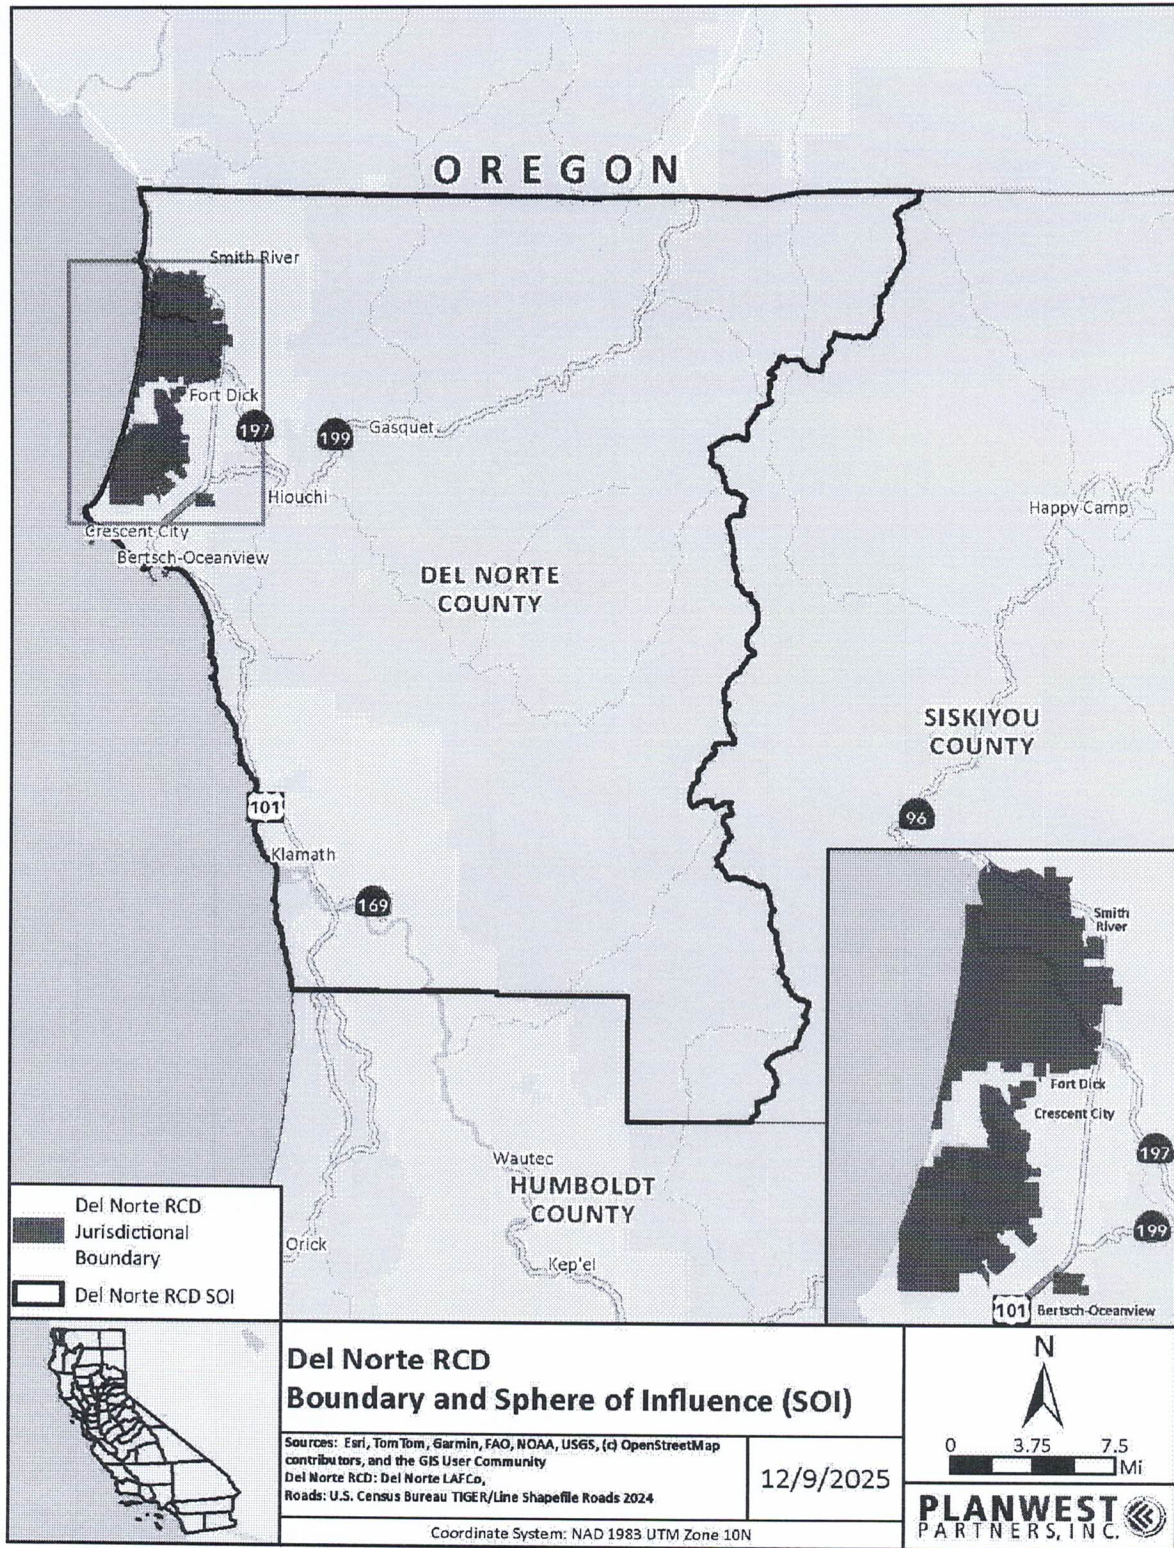 OREGON
Smith River
Fort Dick
197
199
Gasquet
Hiouchi
Happy Camp
Crescent City
Bertsch-Oceanview
DEL NORTE
COUNTY
SISKIYOU
COUNTY
101
96
Klamath
169
Smith
River
Fort Dick
Crescent City
197
199
101
Bertsch-Oceanview
Wautec
HUMBOLDT
COUNTY
Orick
Kep'el
Del Norte RCD
Jurisdictional
Boundary
Del Norte RCD SOI
Del Norte RCD
Boundary and Sphere of Influence (SOI)
Sources: Esri, TomTom, Garmin, FAO, NOAA, USGS, (c) OpenStreetMap
contributors, and the GIS User Community
Del Norte RCD: Del Norte LAFCo,
Roads: U.S. Census Bureau TIGER/Line Shapefile Roads 2024
12/9/2025
Coordinate System: NAD 1983 UTM Zone 10N
N
0 3.75 7.5
Mi
PLANWEST
PARTNERS, INC.